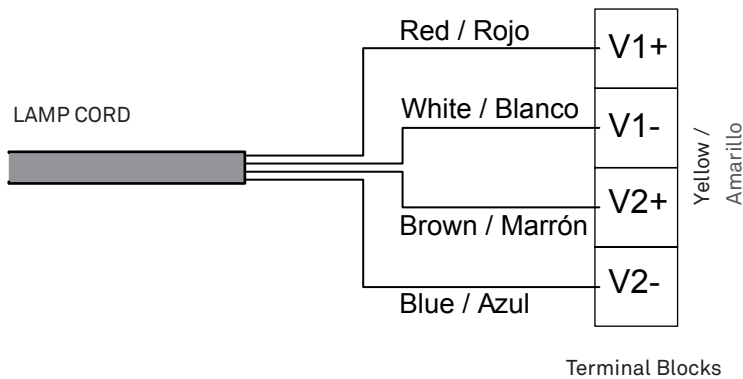 Red / Rojo
V1+
LAMP CORD
White / Blanco
V1-
Yellow /
Amarillo
V2+
Brown / Marrón
V2-
Blue / Azul
Terminal Blocks